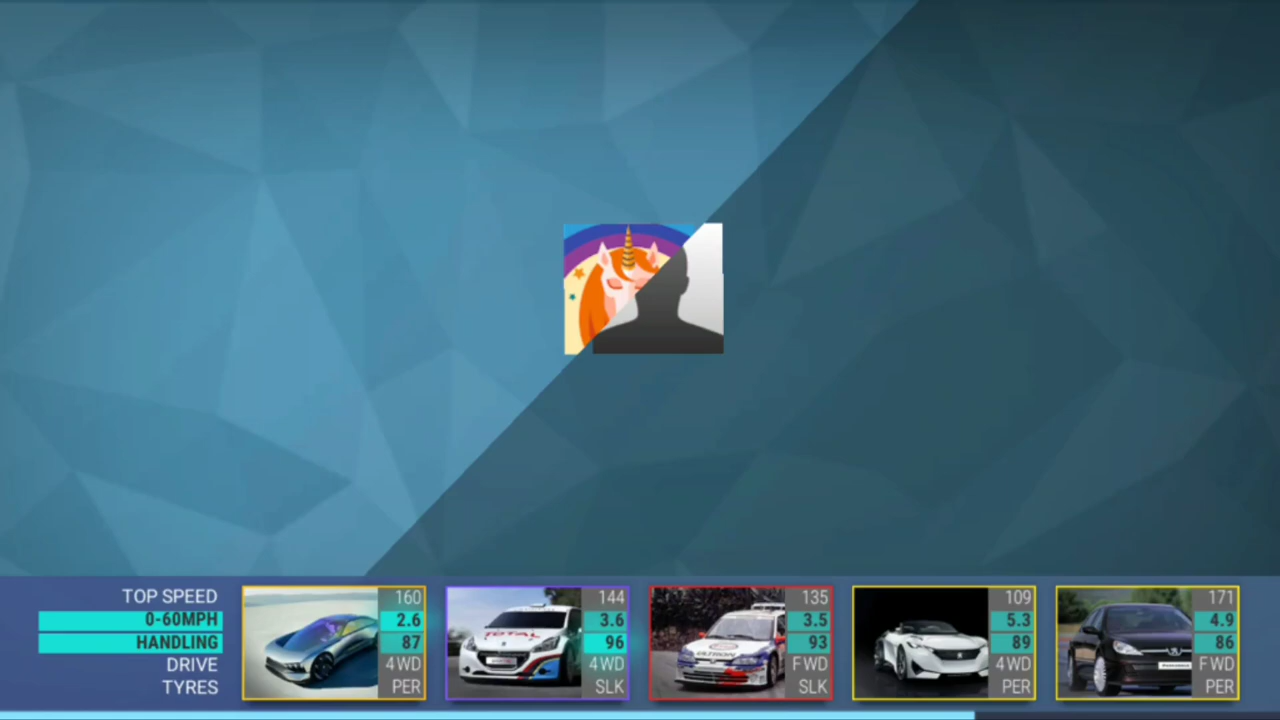 TOP SPEED 160 144 135 109 171
0-60MPH 2.6 3.6 3.5 5.3 4.9
HANDLING 87 96 93 89 86
DRIVE 4WD 4WD FWD 4WD FWD
TYRES PER SLK SLK PER PER
TOTAL